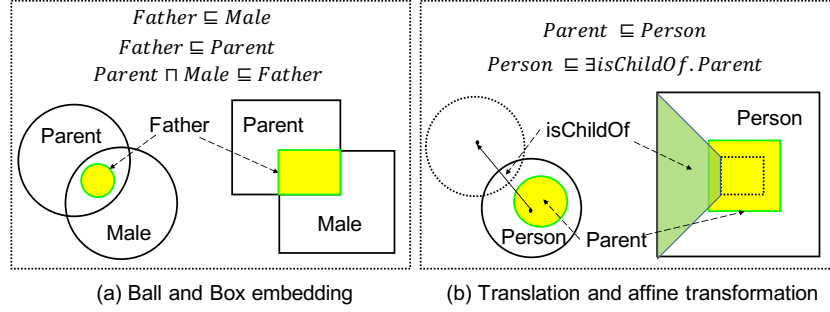 Father ⊑ Male
Father ⊑ Parent
Parent ⊓ Male ⊑ Father
Parent
Father
Male
Parent
Male
(a) Ball and Box embedding
Parent ⊑ Person
Person ⊑ ∃isChildOf.Parent
isChildOf
Person
Parent
Person
(b) Translation and affine transformation